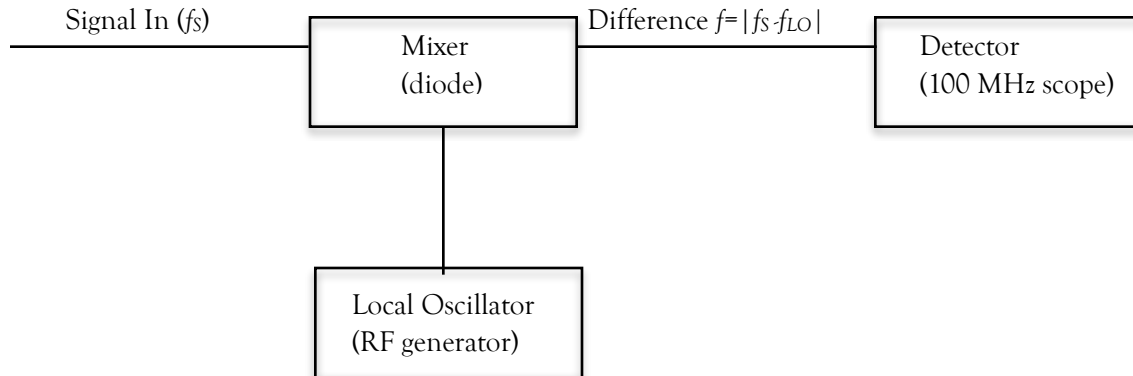 Signal In (fS)
Difference f=|fS-fLO|
Mixer
(diode)
Detector
(100 MHz scope)
Local Oscillator
(RF generator)